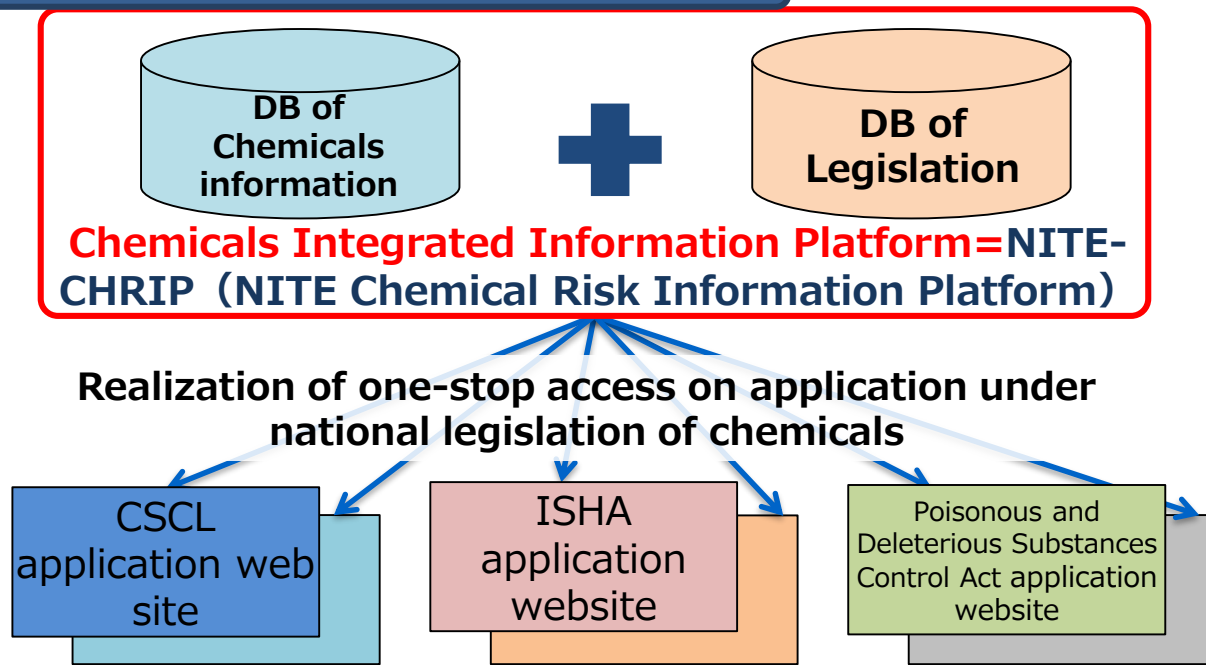 DB of
Chemicals
information
DB of
Legislation
Chemicals Integrated Information Platform=NITE-
CHRIP（NITE Chemical Risk Information Platform）
Realization of one-stop access on application under
national legislation of chemicals
CSCL
application web
site
ISHA
application
website
Poisonous and
Deleterious Substances
Control Act application
website